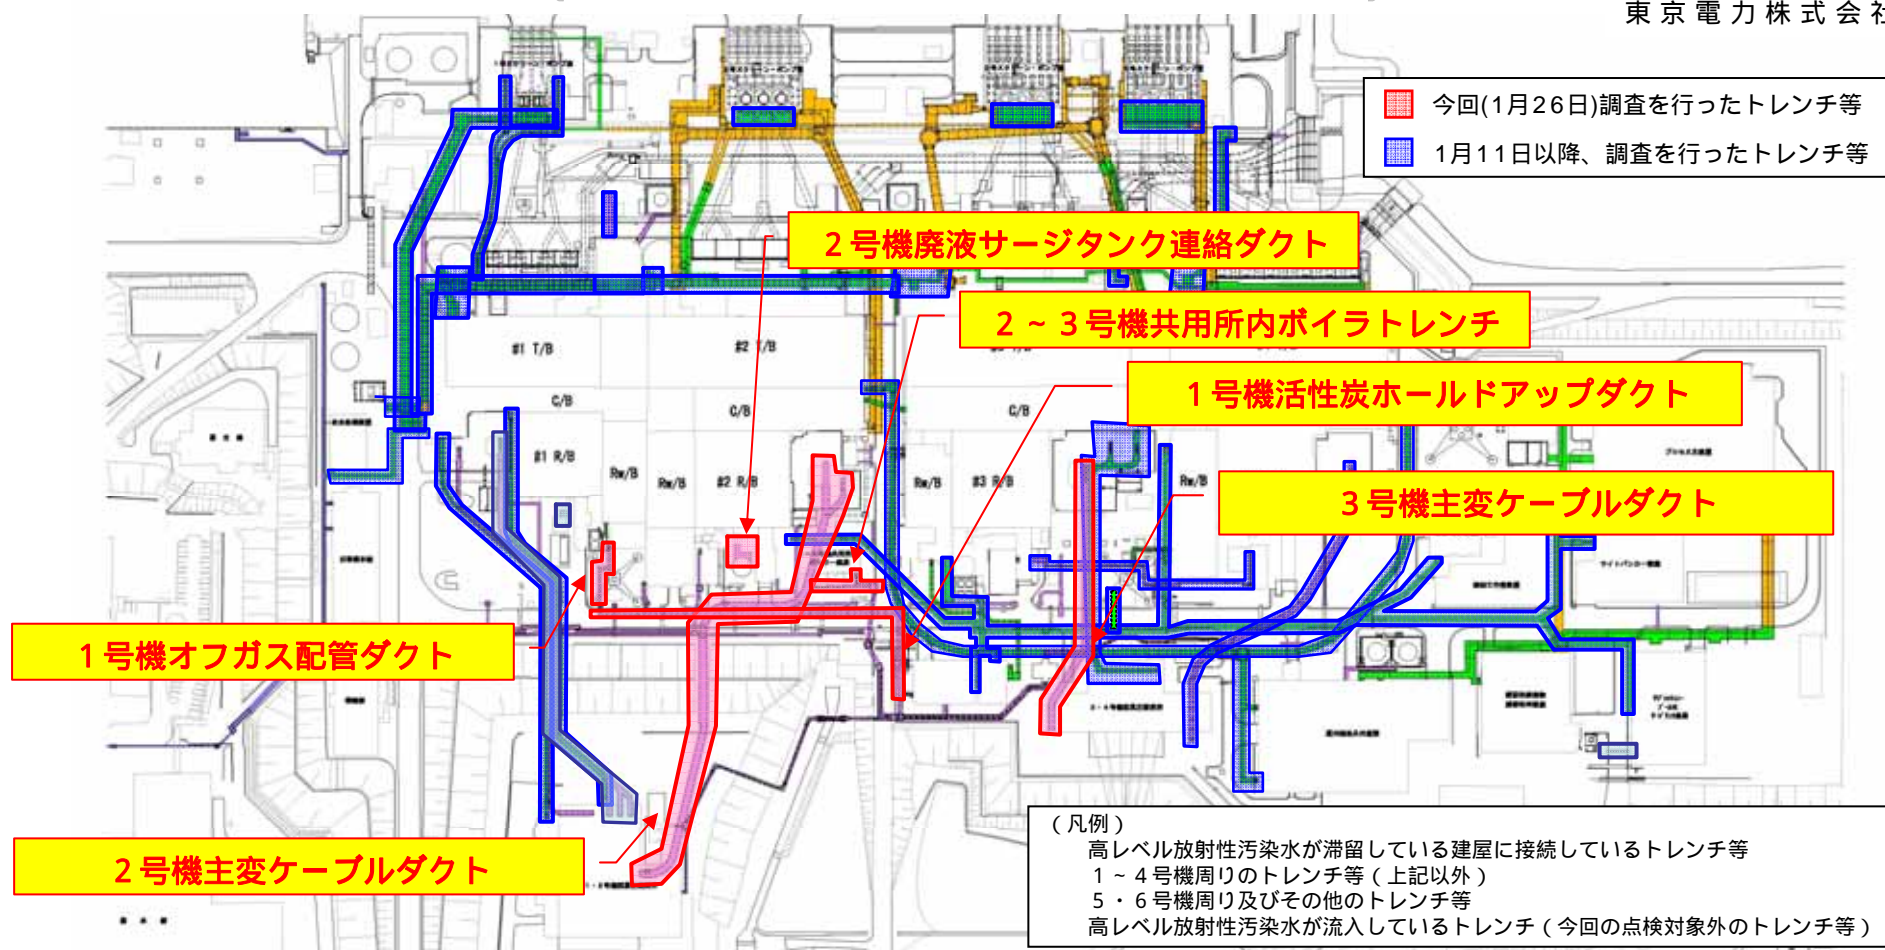 東京電力株式会社
今回(1月26日)調査を行ったトレンチ等
1月11日以降、調査を行ったトレンチ等
2号機廃液サージタンク連絡ダクト
2～3号機共用所内ボイラトレンチ
#1 T/B
#2 T/B
1号機活性炭ホールドアップダクト
C/B
C/B
C/B
#1 R/B
Rw/B
Rw/B
#2 R/B
Rw/B
#3 R/B
Rw/B
3号機主変ケーブルダクト
1号機オフガス配管ダクト
2号機主変ケーブルダクト
(凡例)
高レベル放射性汚染水が滞留している建屋に接続しているトレンチ等
1～4号機周りのトレンチ等(上記以外)
5・6号機周り及びその他のトレンチ等
高レベル放射性汚染水が流入しているトレンチ(今回の点検対象外のトレンチ等)